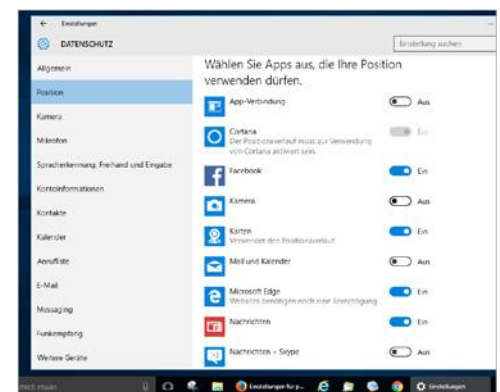 Einstellungen
DATENSCHUTZ
Einstellung suchen
Allgemein
Position
Kamera
Mikrofon
Spracherkennung, Freihand und Eingabe
Kontoinformationen
Kontakte
Kalender
Anrufliste
E-Mail
Messaging
Funkempfang
Weitere Geräte
Wählen Sie Apps aus, die Ihre Position
verwenden dürfen.
App-Verbindung Aus
Cortana Ein
Der Positionsverlauf muss zur Verwendung
von Cortana aktiviert sein.
Facebook Ein
Kamera Aus
Karten Ein
Verwendet den Positionsverlauf
Mail und Kalender Aus
Microsoft Edge Ein
Websites benötigen noch eine Berechtigung
Nachrichten Ein
Nachrichten + Skype Aus
Einstellungen für p... Einstellungen